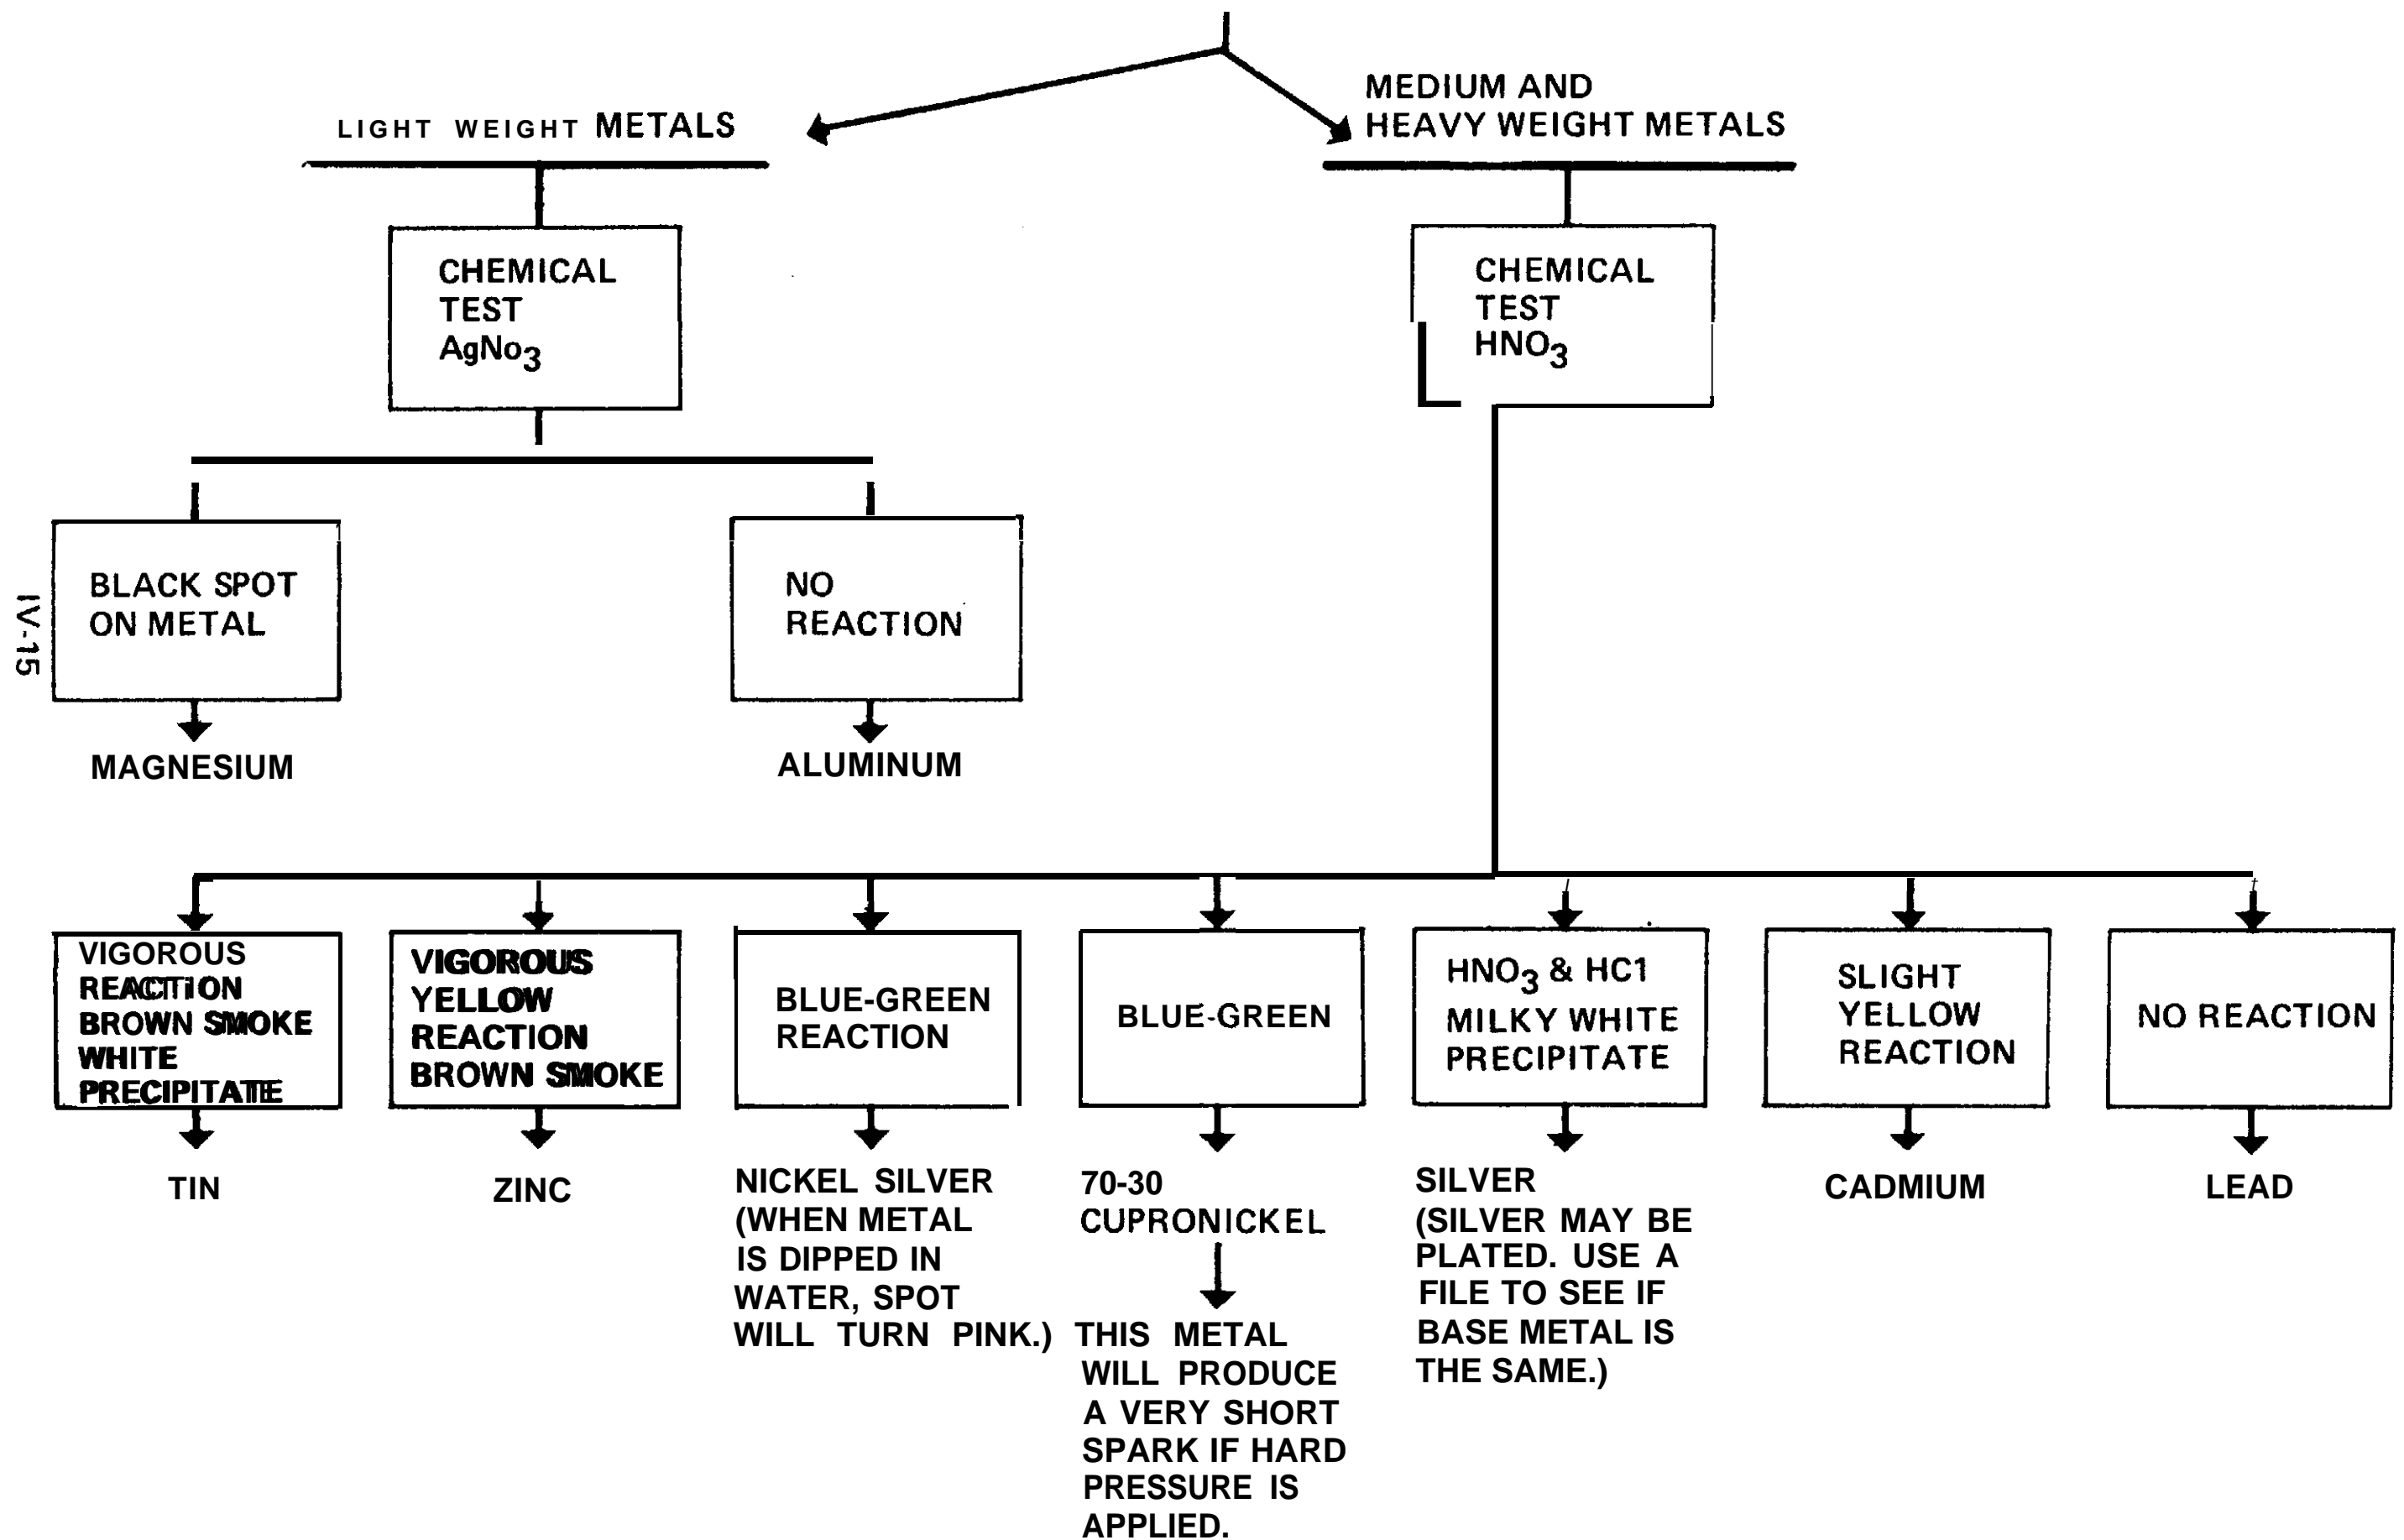 LIGHT WEIGHT METALS
MEDIUM AND
HEAVY WEIGHT METALS
CHEMICAL
TEST
AgNo3
CHEMICAL
TEST
HNO3
BLACK SPOT
ON METAL
NO
REACTION
IV-15
MAGNESIUM
ALUMINUM
VIGOROUS
REACTION
BROWN SMOKE
WHITE
PRECIPITATE
VIGOROUS
YELLOW
REACTION
BROWN SMOKE
BLUE-GREEN
REACTION
BLUE-GREEN
HNO3 & HC1
MILKY WHITE
PRECIPITATE
SLIGHT
YELLOW
REACTION
NO REACTION
TIN
ZINC
NICKEL SILVER
(WHEN METAL
IS DIPPED IN
WATER, SPOT
WILL TURN PINK.)
70-30
CUPRONICKEL
THIS METAL
WILL PRODUCE
A VERY SHORT
SPARK IF HARD
PRESSURE IS
APPLIED.
SILVER
(SILVER MAY BE
PLATED. USE A
FILE TO SEE IF
BASE METAL IS
THE SAME.)
CADMIUM
LEAD